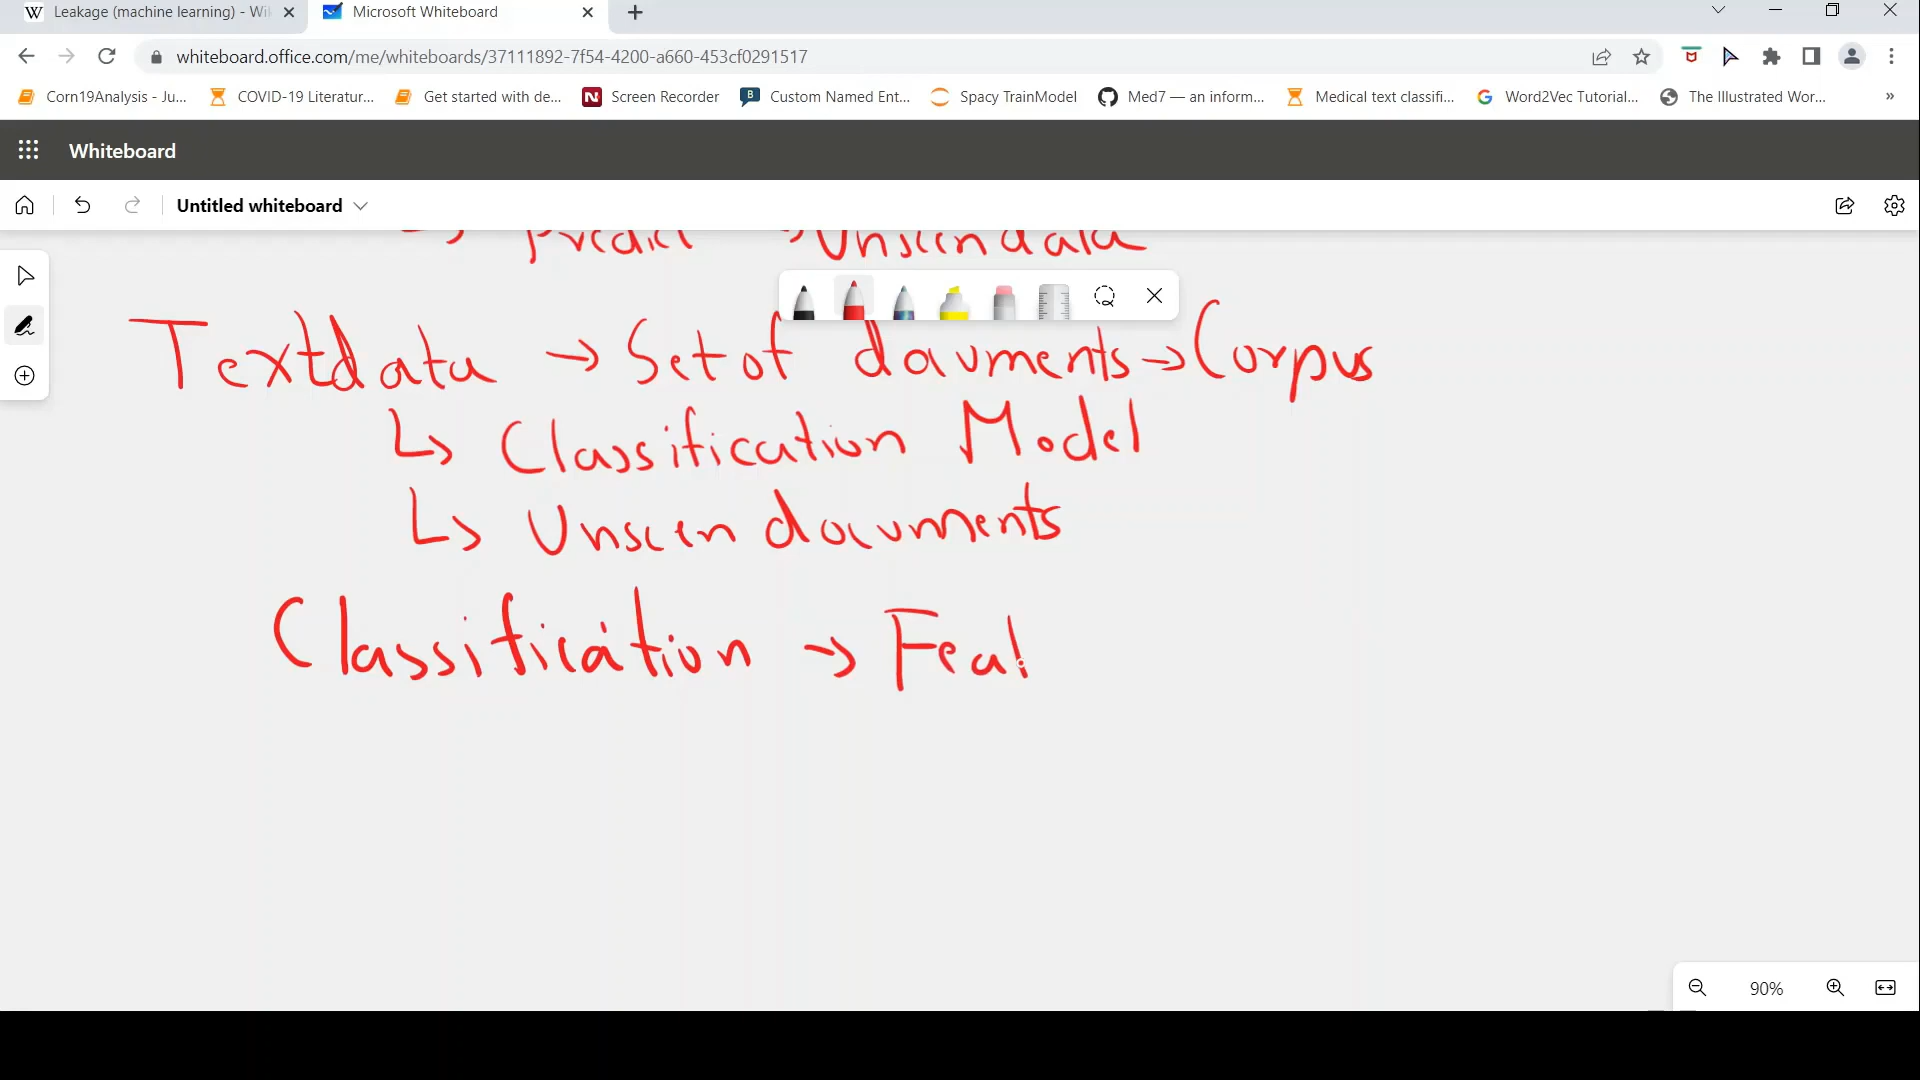 Leakage (machine learning) - Wi
Microsoft Whiteboard
whiteboard.office.com/me/whiteboards/37111892-7f54-4200-a660-453cf0291517
Corn19Analysis - Ju...
COVID-19 Literatur...
Get started with de...
Screen Recorder
Custom Named Ent...
Spacy TrainModel
Med7 — an inform...
Medical text classifi...
Word2Vec Tutorial...
The Illustrated Wor...
»
Whiteboard
Untitled whiteboard
→ Predict → Unseen data
Textdata → Set of documents → Corpus
↳ Classification Model
↳ Unseen documents
Classification → Feat
90%